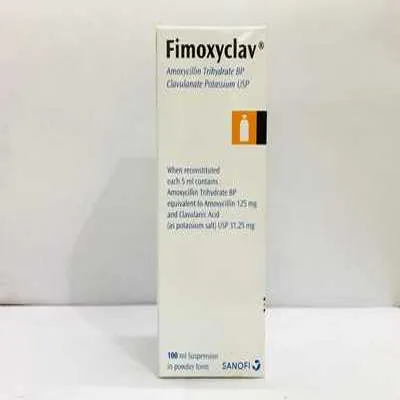 Fimoxyclav®
Amoxycillin Trihydrate BP
Clavulanate Potassium USP
When reconstituted
each 5 ml contains
Amoxycillin Trihydrate BP
equivalent to Amoxycillin 125 mg
and Clavulanic Acid
(as potassium salt) USP 31.25 mg
100 ml Suspension
in powder form
SANOFI